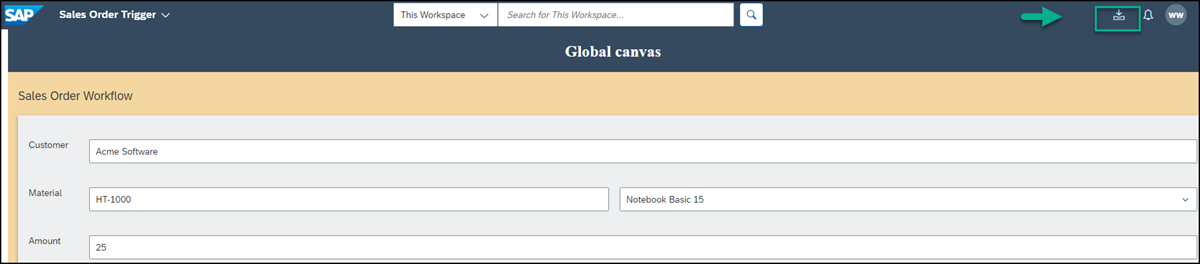 SAP Sales Order Trigger This Workspace Search for This Workspace... WW
Global canvas
Sales Order Workflow
Customer Acme Software
Material HT-1000 Notebook Basic 15
Amount 25